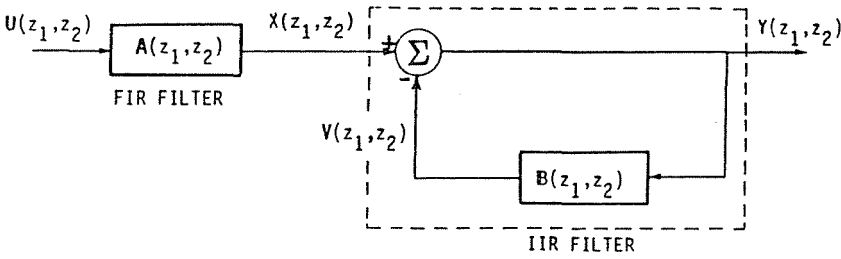 U(z₁,z₂)
A(z₁,z₂)
FIR FILTER
X(z₁,z₂)
+
Σ
-
Y(z₁,z₂)
V(z₁,z₂)
B(z₁,z₂)
IIR FILTER